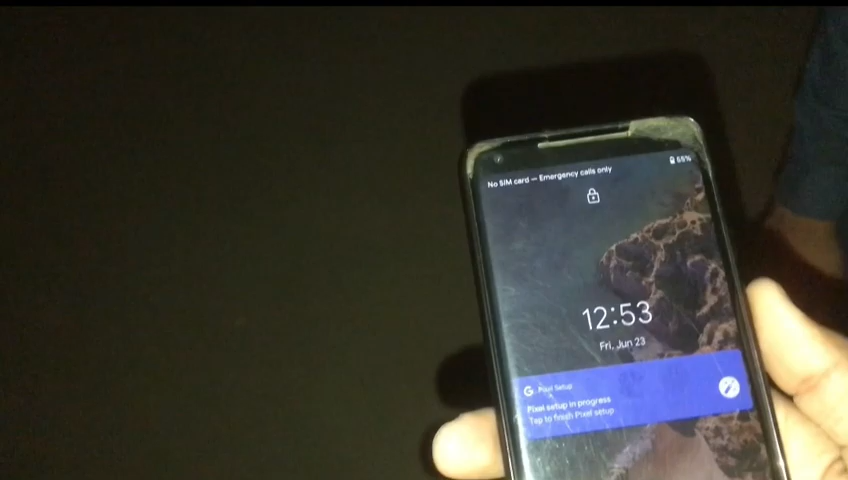 No SIM card — Emergency calls only
65%
12:53
Fri, Jun 23
G Pixel Setup
Pixel setup in progress
Tap to finish Pixel setup